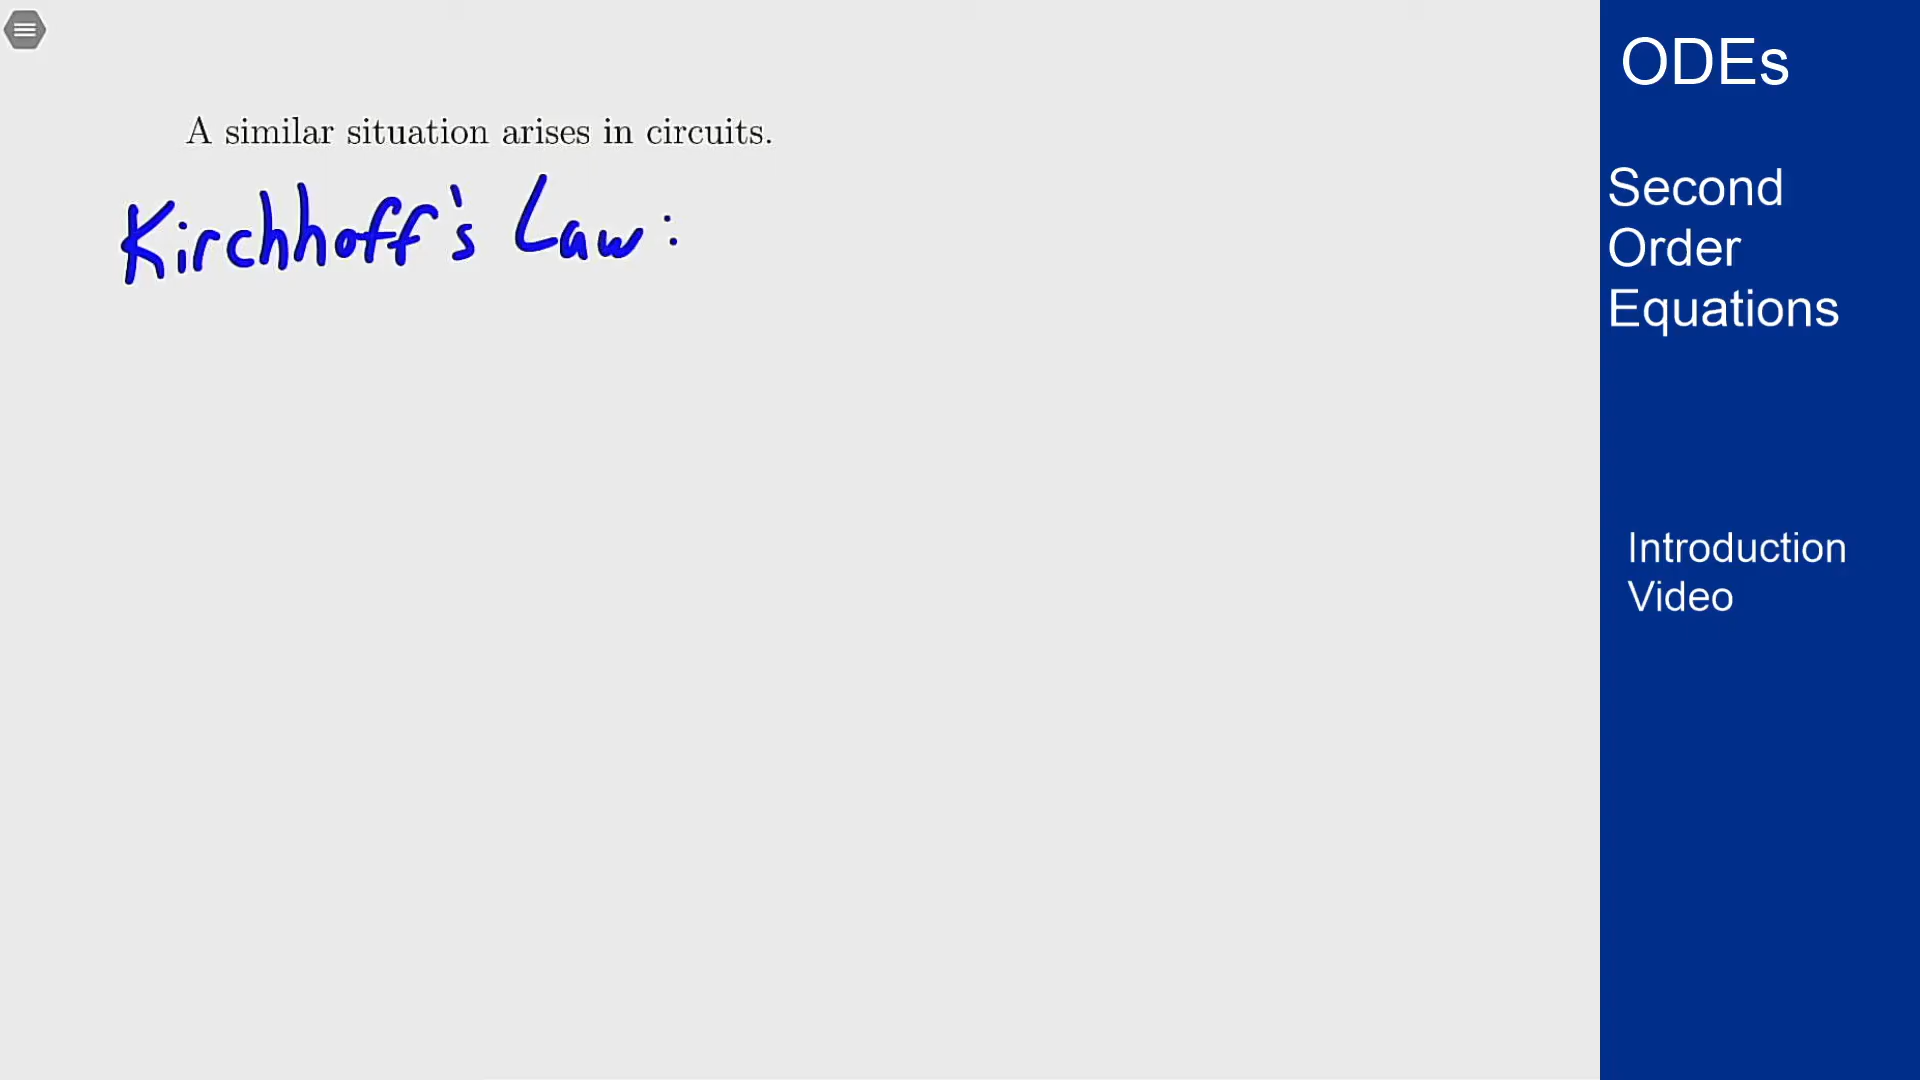 A similar situation arises in circuits.
Kirchhoff's Law:
ODEs
Second
Order
Equations
Introduction
Video